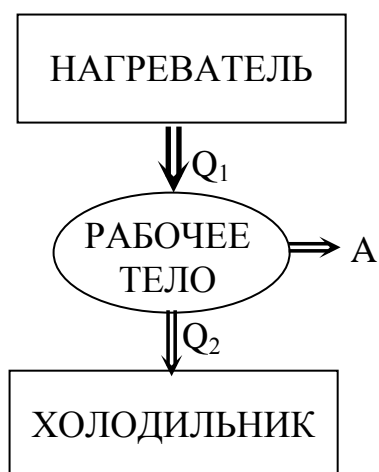 НАГРЕВАТЕЛЬ
Q₁
РАБОЧЕЕ
ТЕЛО
A
Q₂
ХОЛОДИЛЬНИК